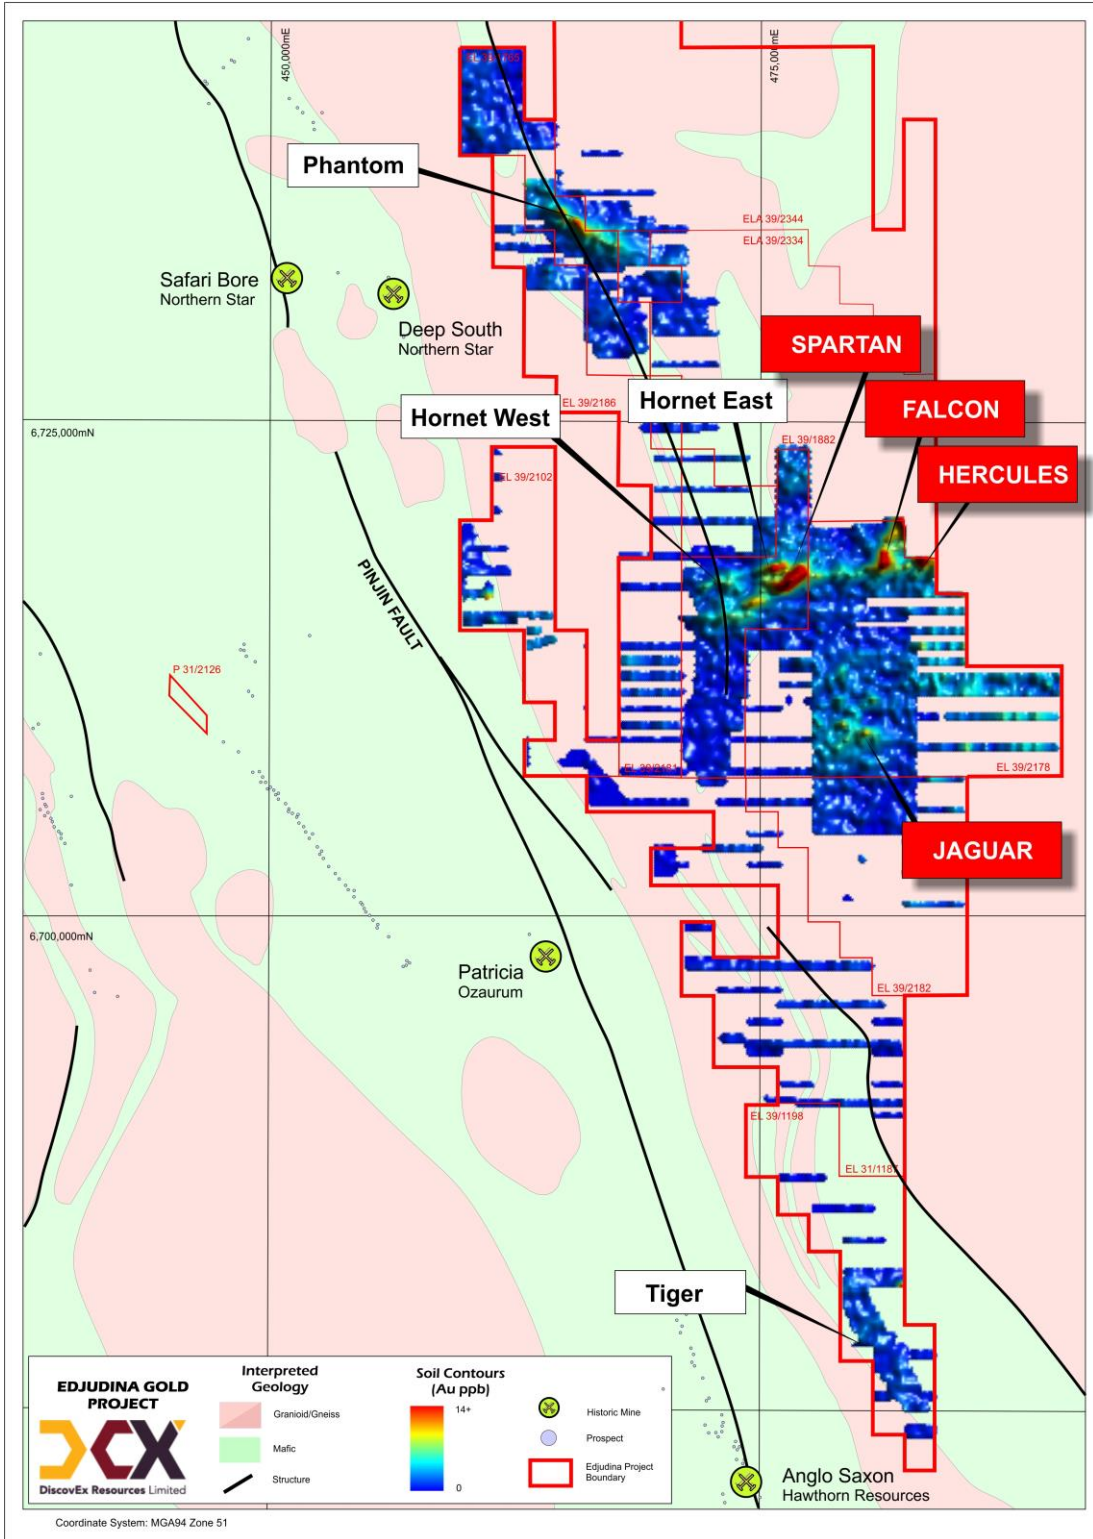 450,000mE
475,000mE
Phantom
ELA 39/2344
ELA 39/2334
Safari Bore
Northern Star
Deep South
Northern Star
SPARTAN
Hornet East
FALCON
EL 39/2186
Hornet West
6,725,000mN
EL 39/1882
HERCULES
EL 39/2102
PINJIN FAULT
P 31/2126
EL 39/2178
JAGUAR
6,700,000mN
Patricia
Ozaurum
EL 39/2182
EL 39/1198
EL 31/1187
Tiger
EDJUDINA GOLD
PROJECT
DCX
DiscovEx Resources Limited
Interpreted
Geology
Granioid/Gneiss
Mafic
Structure
Soil Contours
(Au ppb)
14+
0
Historic Mine
Prospect
Edjudina Project
Boundary
Anglo Saxon
Hawthorn Resources
Coordinate System: MGA94 Zone 51